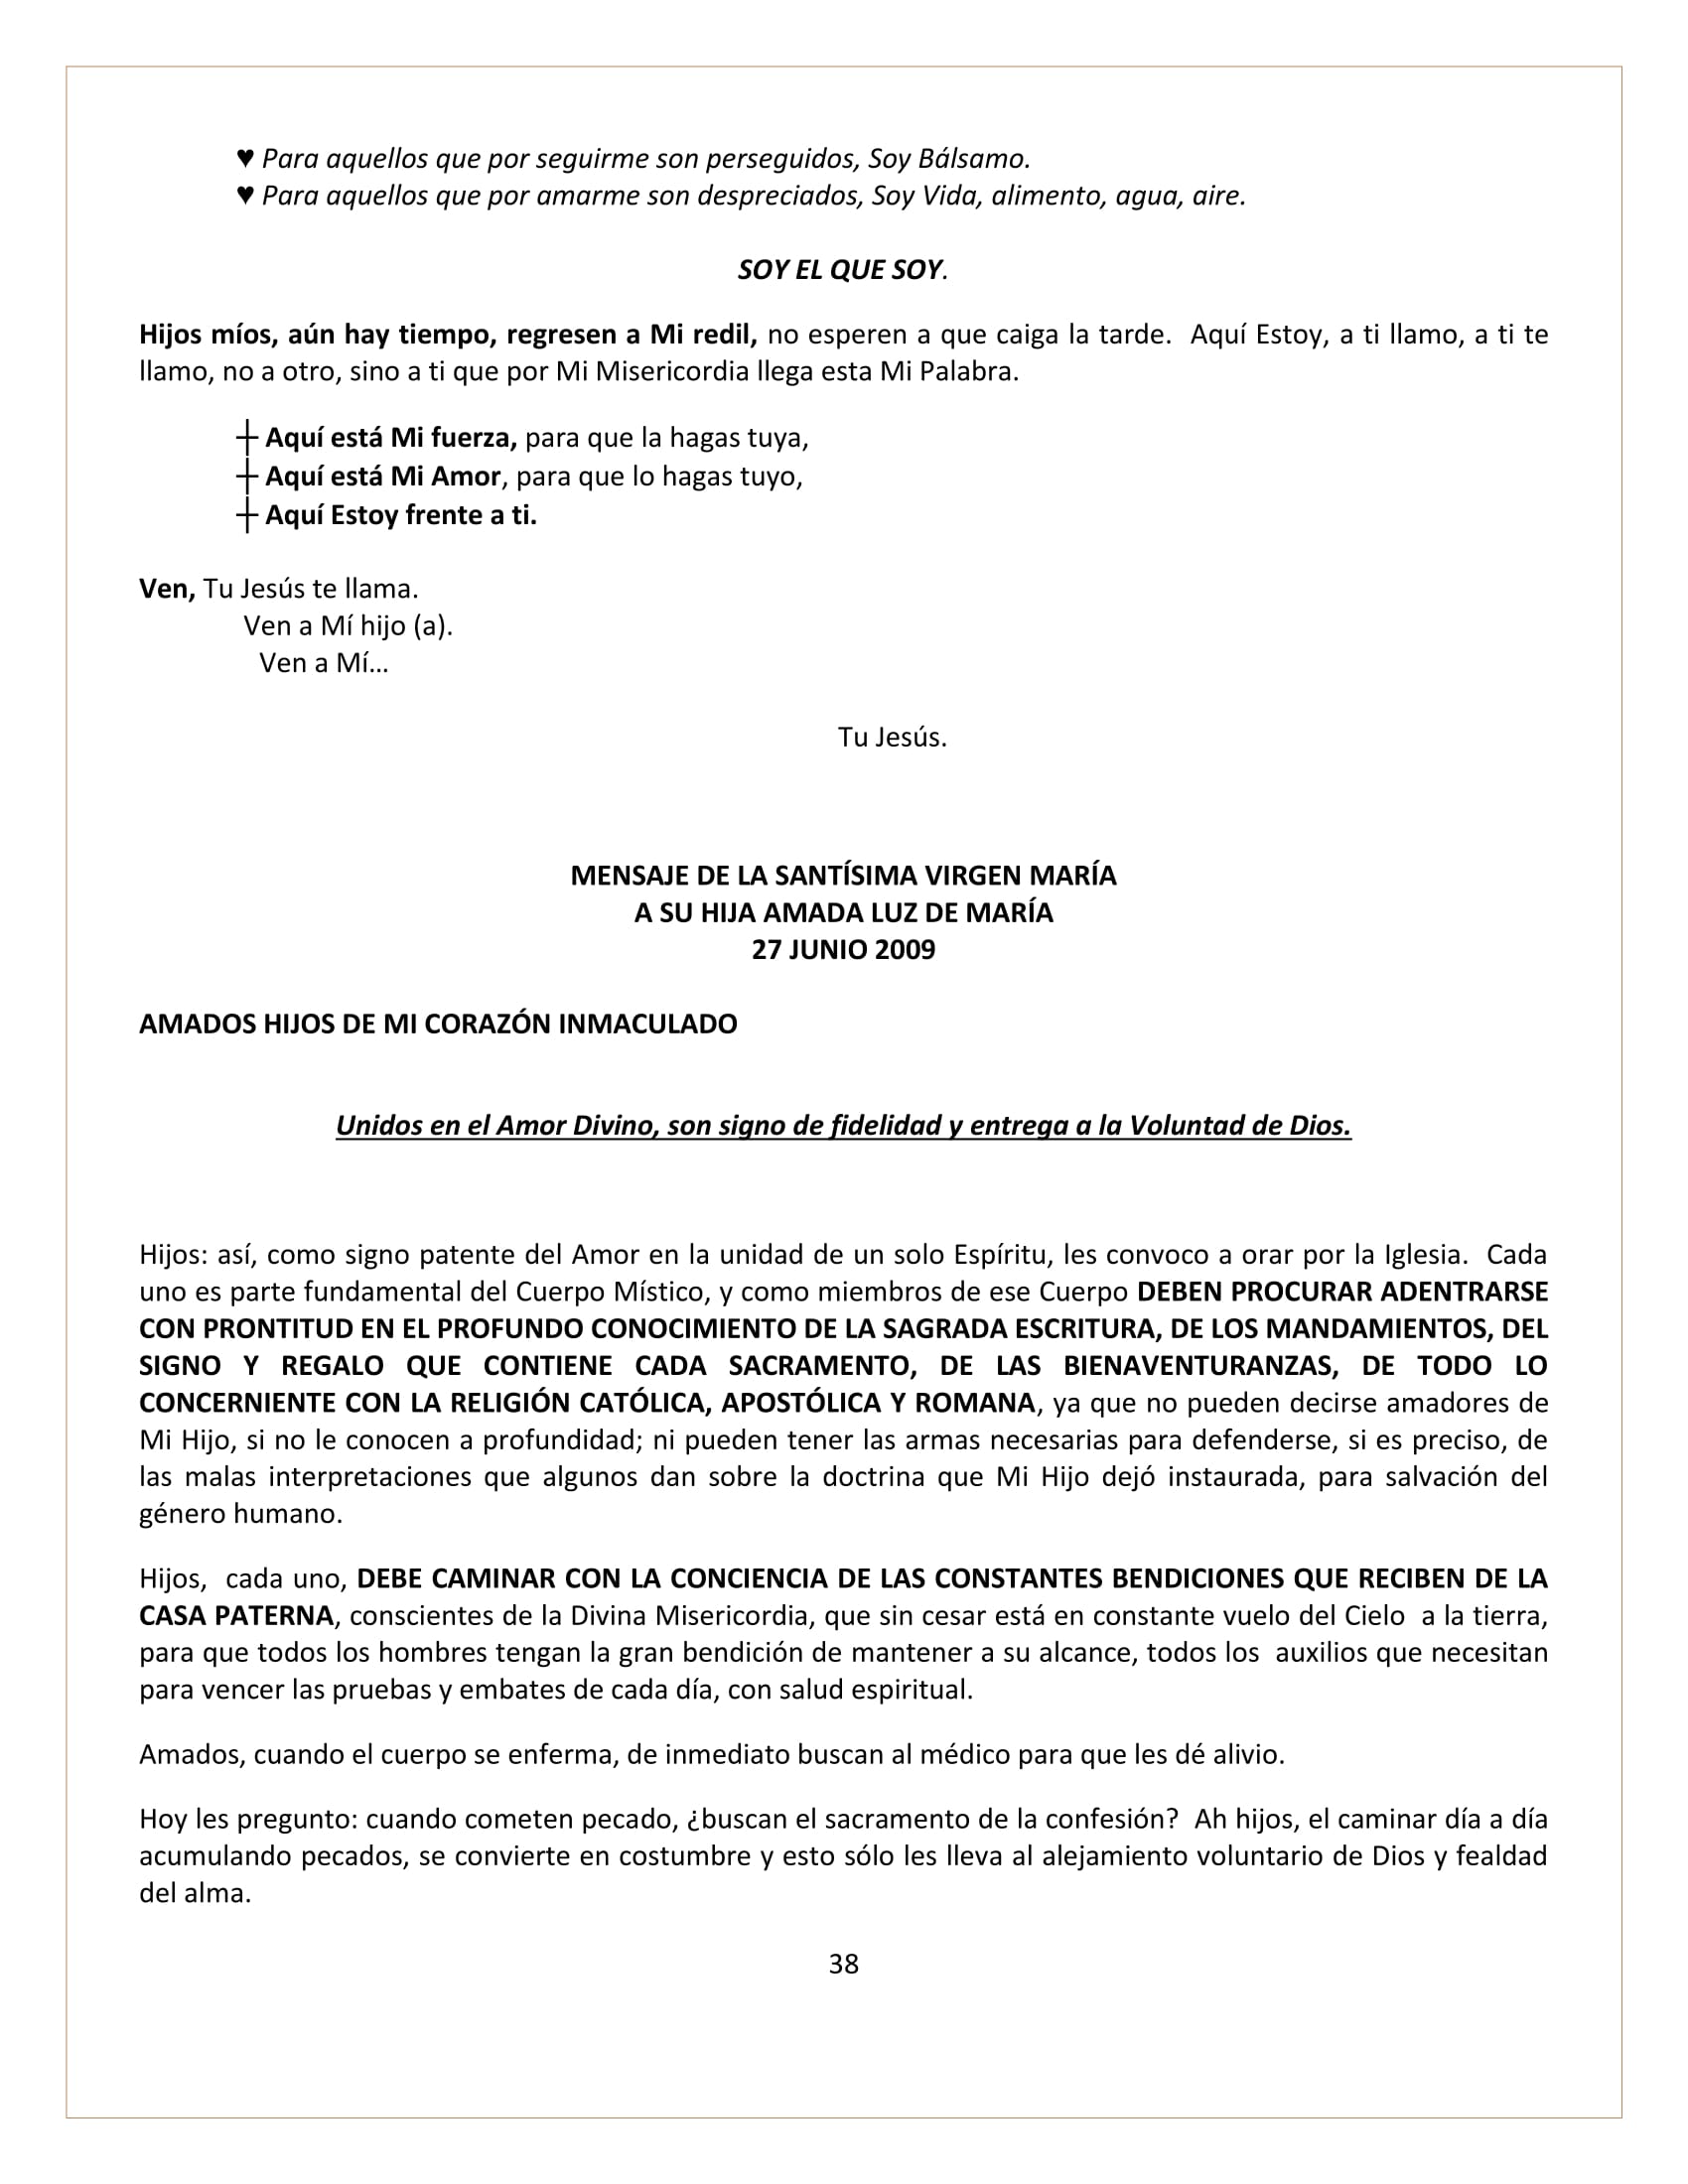 ♥ Para aquellos que por seguirme son perseguidos, Soy Bálsamo.
♥ Para aquellos que por amarme son despreciados, Soy Vida, alimento, agua, aire.
SOY EL QUE SOY.
Hijos míos, aún hay tiempo, regresen a Mi redil, no esperen a que caiga la tarde.  Aquí Estoy, a ti llamo, a ti te
llamo, no a otro, sino a ti que por Mi Misericordia llega esta Mi Palabra.
┼ Aquí está Mi fuerza, para que la hagas tuya,
┼ Aquí está Mi Amor, para que lo hagas tuyo,
┼ Aquí Estoy frente a ti.
Ven, Tu Jesús te llama.
Ven a Mí hijo (a).
Ven a Mí…
Tu Jesús.
MENSAJE DE LA SANTÍSIMA VIRGEN MARÍA
A SU HIJA AMADA LUZ DE MARÍA
27 JUNIO 2009
AMADOS HIJOS DE MI CORAZÓN INMACULADO
Unidos en el Amor Divino, son signo de fidelidad y entrega a la Voluntad de Dios.
Hijos: así, como signo patente del Amor en la unidad de un solo Espíritu, les convoco a orar por la Iglesia.  Cada
uno es parte fundamental del Cuerpo Místico, y como miembros de ese Cuerpo DEBEN PROCURAR ADENTRARSE
CON PRONTITUD EN EL PROFUNDO CONOCIMIENTO DE LA SAGRADA ESCRITURA, DE LOS MANDAMIENTOS, DEL
SIGNO Y REGALO QUE CONTIENE CADA SACRAMENTO, DE LAS BIENAVENTURANZAS, DE TODO LO
CONCERNIENTE CON LA RELIGIÓN CATÓLICA, APOSTÓLICA Y ROMANA, ya que no pueden decirse amadores de
Mi Hijo, si no le conocen a profundidad; ni pueden tener las armas necesarias para defenderse, si es preciso, de
las malas interpretaciones que algunos dan sobre la doctrina que Mi Hijo dejó instaurada, para salvación del
género humano.
Hijos,  cada uno, DEBE CAMINAR CON LA CONCIENCIA DE LAS CONSTANTES BENDICIONES QUE RECIBEN DE LA
CASA PATERNA, conscientes de la Divina Misericordia, que sin cesar está en constante vuelo del Cielo  a la tierra,
para que todos los hombres tengan la gran bendición de mantener a su alcance, todos los  auxilios que necesitan
para vencer las pruebas y embates de cada día, con salud espiritual.
Amados, cuando el cuerpo se enferma, de inmediato buscan al médico para que les dé alivio.
Hoy les pregunto: cuando cometen pecado, ¿buscan el sacramento de la confesión?  Ah hijos, el caminar día a día
acumulando pecados, se convierte en costumbre y esto sólo les lleva al alejamiento voluntario de Dios y fealdad
del alma.
38